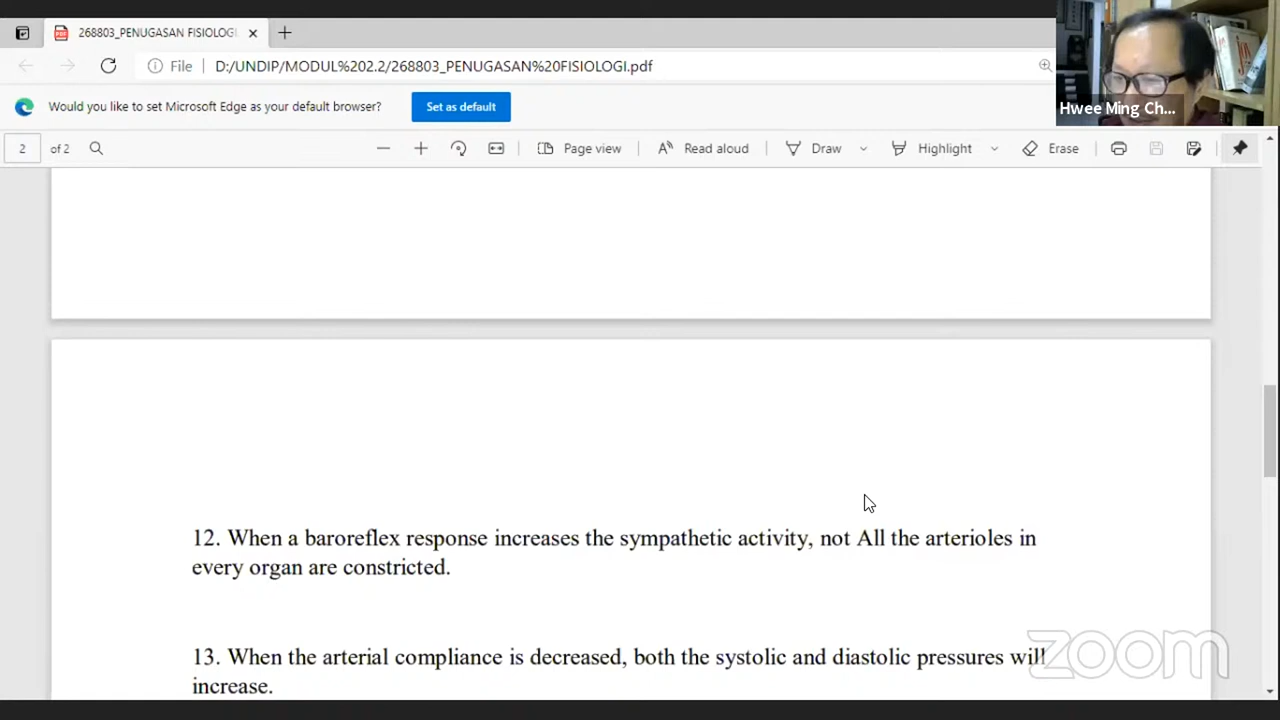 268803_PENUGASAN FISIOLOGI
File
D:/UNDIP/MODUL%202.2/268803_PENUGASAN%20FISIOLOGI.pdf
Would you like to set Microsoft Edge as your default browser?
Set as default
Hwee Ming Ch...
2 of 2
Page view
Read aloud
Draw
Highlight
Erase
12. When a baroreflex response increases the sympathetic activity, not All the arterioles in
every organ are constricted.
13. When the arterial compliance is decreased, both the systolic and diastolic pressures will
increase.
zoom